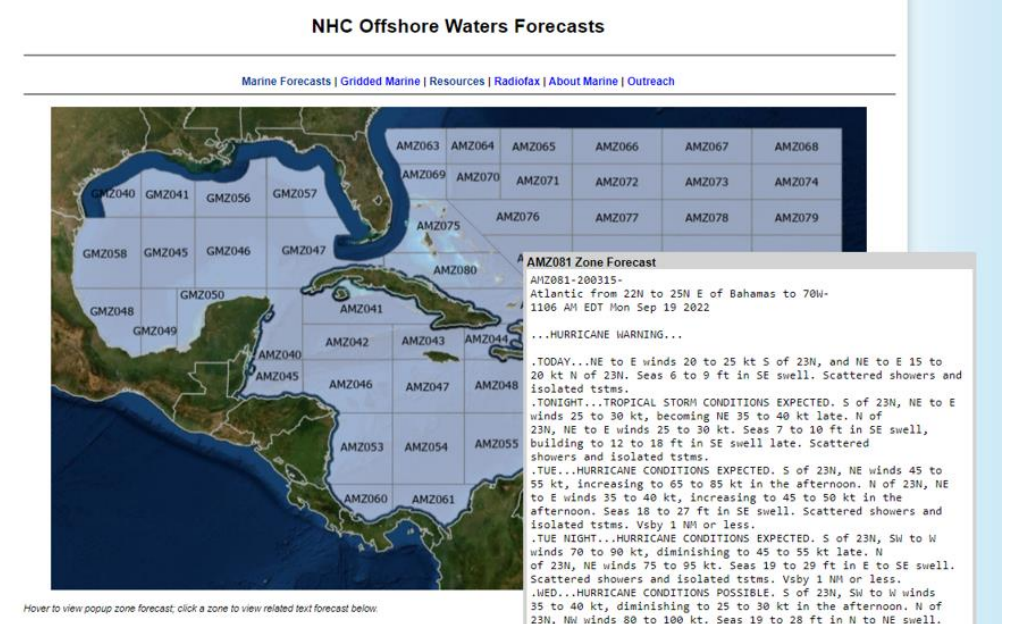 NHC Offshore Waters Forecasts
Marine Forecasts | Gridded Marine | Resources | Radiofax | About Marine | Outreach
AMZ063 AMZ064 AMZ065 AMZ066 AMZ067 AMZ068
AMZ069 AMZ070 AMZ071 AMZ072 AMZ073 AMZ074
GMZ040 GMZ041 GMZ056 GMZ057
AMZ075 AMZ076 AMZ077 AMZ078 AMZ079
GMZ058 GMZ045 GMZ046 GMZ047
AMZ080
GMZ050
GMZ048 AMZ041
GMZ049
AMZ040 AMZ042 AMZ043 AMZ044
AMZ045 AMZ046 AMZ047 AMZ048
AMZ053 AMZ054 AMZ055
AMZ060 AMZ061
AMZ081 Zone Forecast
AMZ081-200315-
Atlantic from 22N to 25N E of Bahamas to 70W-
1106 AM EDT Mon Sep 19 2022
...HURRICANE WARNING...
.TODAY...NE to E winds 20 to 25 kt S of 23N, and NE to E 15 to
20 kt N of 23N. Seas 6 to 9 ft in SE swell. Scattered showers and
isolated tstms.
.TONIGHT...TROPICAL STORM CONDITIONS EXPECTED. S of 23N, NE to E
winds 25 to 30 kt, becoming NE 35 to 40 kt late. N of
23N, NE to E winds 25 to 30 kt. Seas 7 to 10 ft in SE swell,
building to 12 to 18 ft in SE swell late. Scattered
showers and isolated tstms.
.TUE...HURRICANE CONDITIONS EXPECTED. S of 23N, NE winds 45 to
55 kt, increasing to 65 to 85 kt in the afternoon. N of 23N, NE
to E winds 35 to 40 kt, increasing to 45 to 50 kt in the
afternoon. Seas 18 to 27 ft in SE swell. Scattered showers and
isolated tstms. Vsby 1 NM or less.
.TUE NIGHT...HURRICANE CONDITIONS EXPECTED. S of 23N, SW to W
winds 70 to 90 kt, diminishing to 45 to 55 kt late. N
of 23N, NE winds 75 to 95 kt. Seas 19 to 29 ft in E to SE swell.
Scattered showers and isolated tstms. Vsby 1 NM or less.
.WED...HURRICANE CONDITIONS POSSIBLE. S of 23N, SW to W winds
35 to 40 kt, diminishing to 25 to 30 kt in the afternoon. N of
23N, NW winds 80 to 100 kt. Seas 19 to 28 ft in N to NE swell.
Hover to view popup zone forecast; click a zone to view related text forecast below.